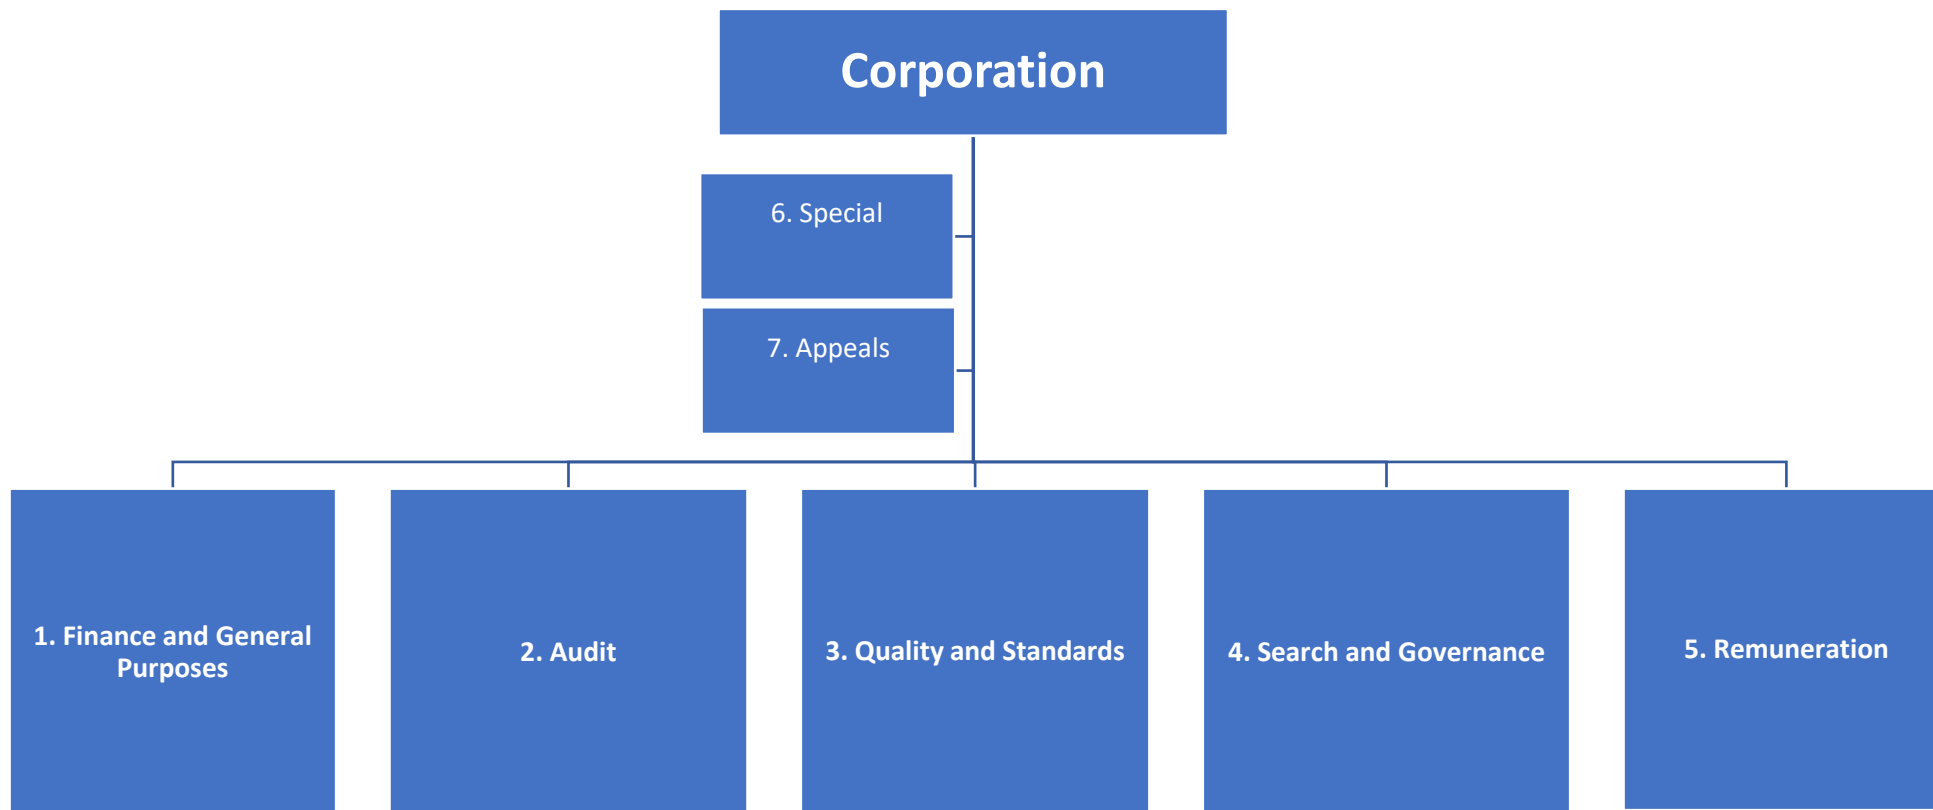 Corporation
6. Special
7. Appeals
1. Finance and General
Purposes
2. Audit
3. Quality and Standards
4. Search and Governance
5. Remuneration